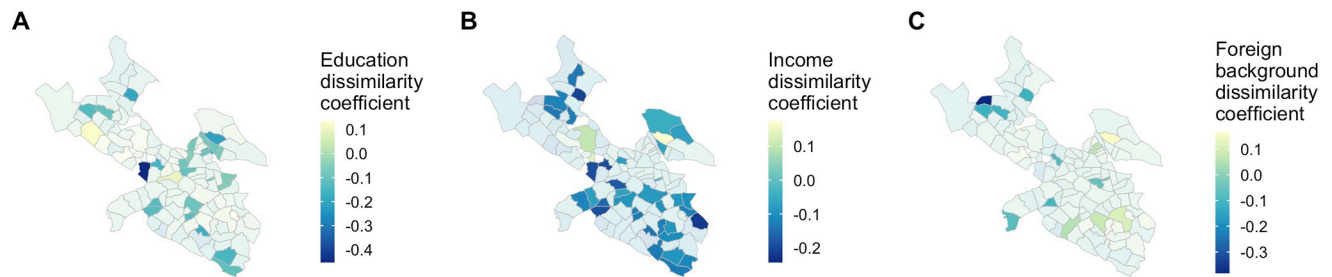 A
Education
dissimilarity
coefficient
0.1
0.0
-0.1
-0.2
-0.3
-0.4
B
Income
dissimilarity
coefficient
0.1
0.0
-0.1
-0.2
C
Foreign
background
dissimilarity
coefficient
0.1
0.0
-0.1
-0.2
-0.3